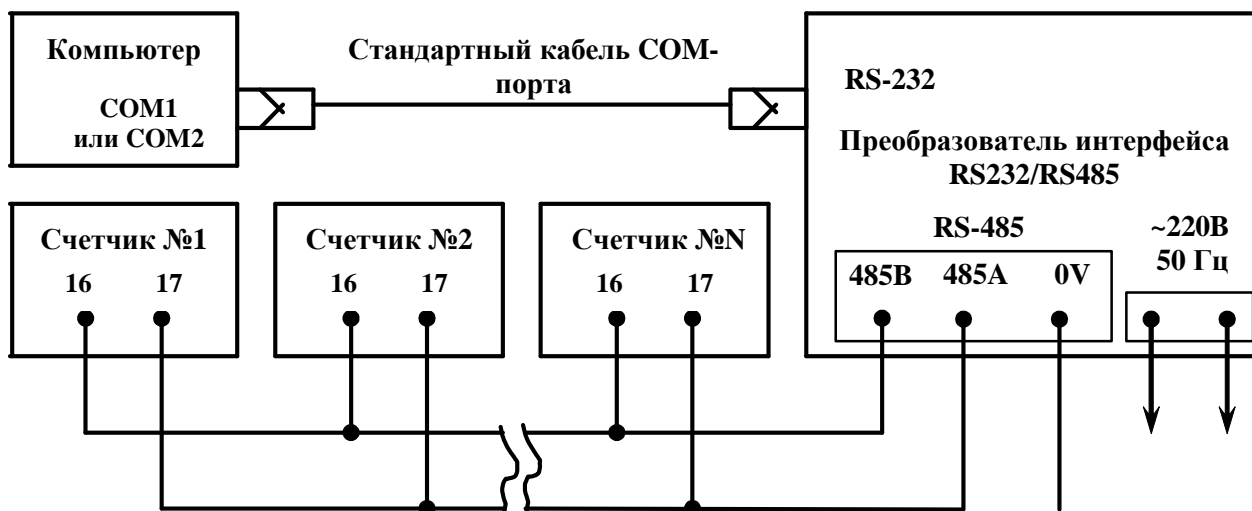 Компьютер
COM1
или COM2
Стандартный кабель COM-
порта
RS-232
Преобразователь интерфейса
RS232/RS485
RS-485
~220В
50 Гц
485B 485A 0V
Счетчик №1
16 17
Счетчик №2
16 17
Счетчик №N
16 17